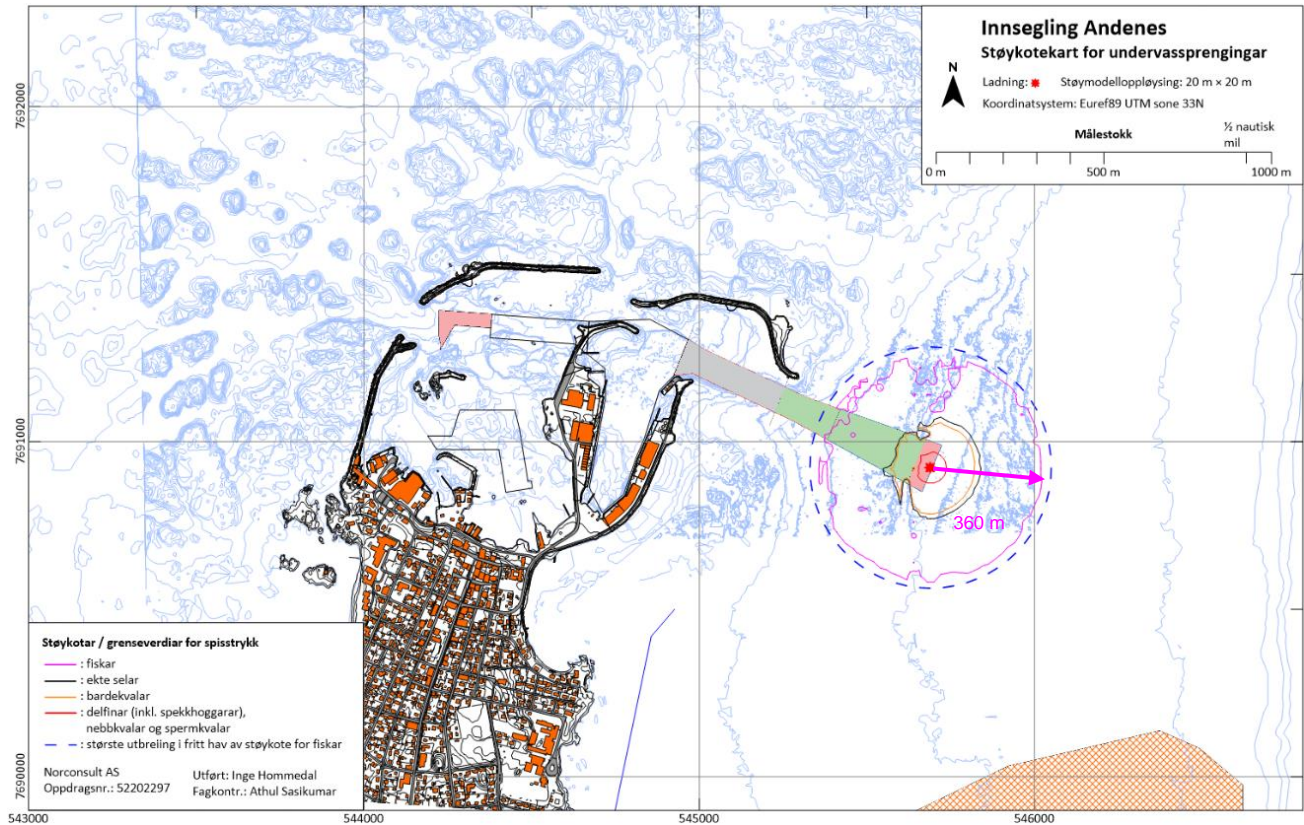 Innsegling Andenes
Støykotekart for undervassprengingar
N
Ladning: Støymodelloppløysing: 20 m × 20 m
Koordinatsystem: Euref89 UTM sone 33N
Målestokk
½ nautisk
mil
0 m 500 m 1000 m
7692000
7691000
7690000
360 m
Støykotar / grenseverdiar for spisstrykk
: fiskar
: ekte selar
: bardekvalar
: delfinar (inkl. spekkhoggarar),
nebbkvalar og spermkvalar
: største utbreiing i fritt hav av støykote for fiskar
Norconsult AS
Oppdragsnr.: 52202297
Utført: Inge Hommedal
Fagkontr.: Athul Sasikumar
543000 544000 545000 546000